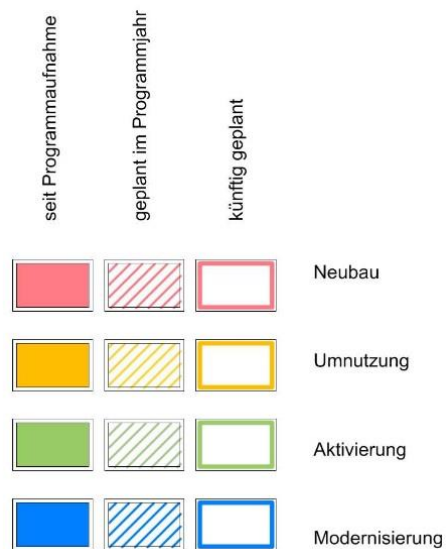 seit Programmaufnahme
geplant im Programmjahr
künftig geplant
Neubau
Umnutzung
Aktivierung
Modernisierung